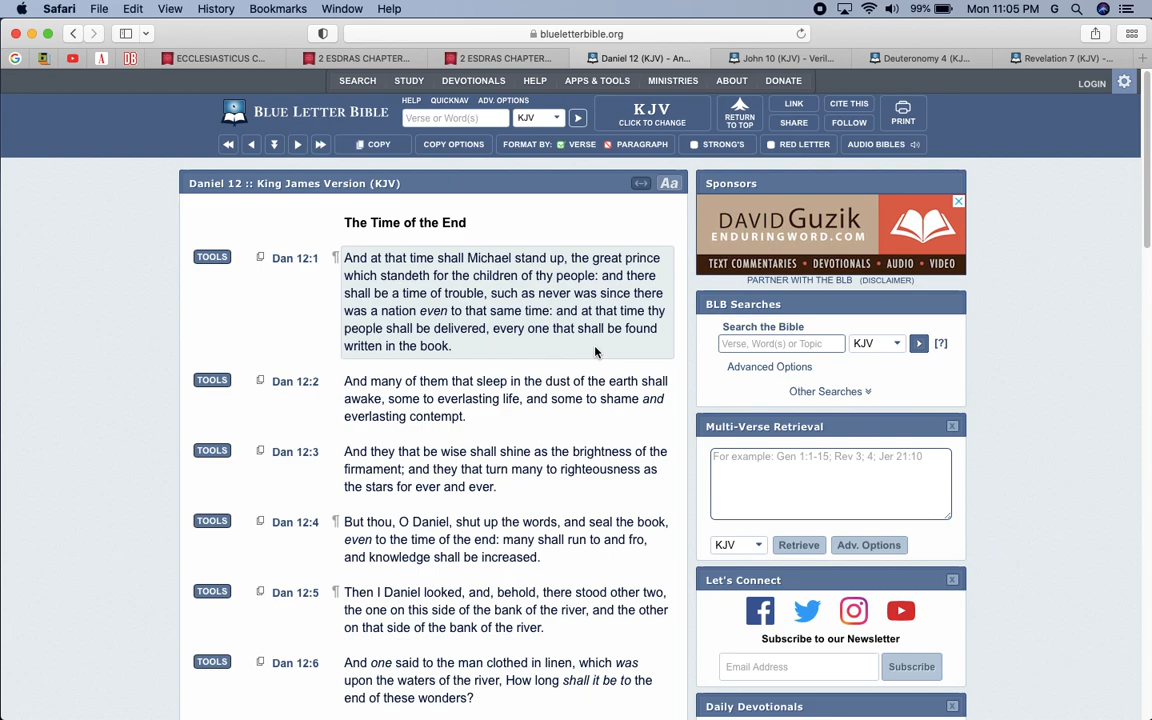 Safari File Edit View History Bookmarks Window Help 99% Mon 11:05 PM G
blueletterbible.org
G A DB ECCLESIASTICUS C... 2 ESDRAS CHAPTER... 2 ESDRAS CHAPTER... Daniel 12 (KJV) - An... John 10 (KJV) - Veril... Deuteronomy 4 (KJ... Revelation 7 (KJV) -... +
SEARCH STUDY DEVOTIONALS HELP APPS & TOOLS MINISTRIES ABOUT DONATE LOGIN
BLUE LETTER BIBLE
HELP QUICKNAV ADV. OPTIONS
Verse or Word(s) KJV
KJV
CLICK TO CHANGE
RETURN
TO TOP
LINK CITE THIS
SHARE FOLLOW
PRINT
COPY COPY OPTIONS FORMAT BY: VERSE PARAGRAPH STRONG'S RED LETTER AUDIO BIBLES
Daniel 12 :: King James Version (KJV) Aa
The Time of the End
TOOLS Dan 12:1 ¶ And at that time shall Michael stand up, the great prince
which standeth for the children of thy people: and there
shall be a time of trouble, such as never was since there
was a nation even to that same time: and at that time thy
people shall be delivered, every one that shall be found
written in the book.
TOOLS Dan 12:2 And many of them that sleep in the dust of the earth shall
awake, some to everlasting life, and some to shame and
everlasting contempt.
TOOLS Dan 12:3 And they that be wise shall shine as the brightness of the
firmament; and they that turn many to righteousness as
the stars for ever and ever.
TOOLS Dan 12:4 ¶ But thou, O Daniel, shut up the words, and seal the book,
even to the time of the end: many shall run to and fro,
and knowledge shall be increased.
TOOLS Dan 12:5 ¶ Then I Daniel looked, and, behold, there stood other two,
the one on this side of the bank of the river, and the other
on that side of the bank of the river.
TOOLS Dan 12:6 And one said to the man clothed in linen, which was
upon the waters of the river, How long shall it be to the
end of these wonders?
Sponsors
DAVID GUZIK
ENDURINGWORD.COM
TEXT COMMENTARIES • DEVOTIONALS • AUDIO • VIDEO
PARTNER WITH THE BLB (DISCLAIMER)
BLB Searches
Search the Bible
Verse, Word(s) or Topic KJV [?]
Advanced Options
Other Searches
Multi-Verse Retrieval x
For example: Gen 1:1-15; Rev 3; 4; Jer 21:10
KJV Retrieve Adv. Options
Let's Connect x
Subscribe to our Newsletter
Email Address Subscribe
Daily Devotionals x